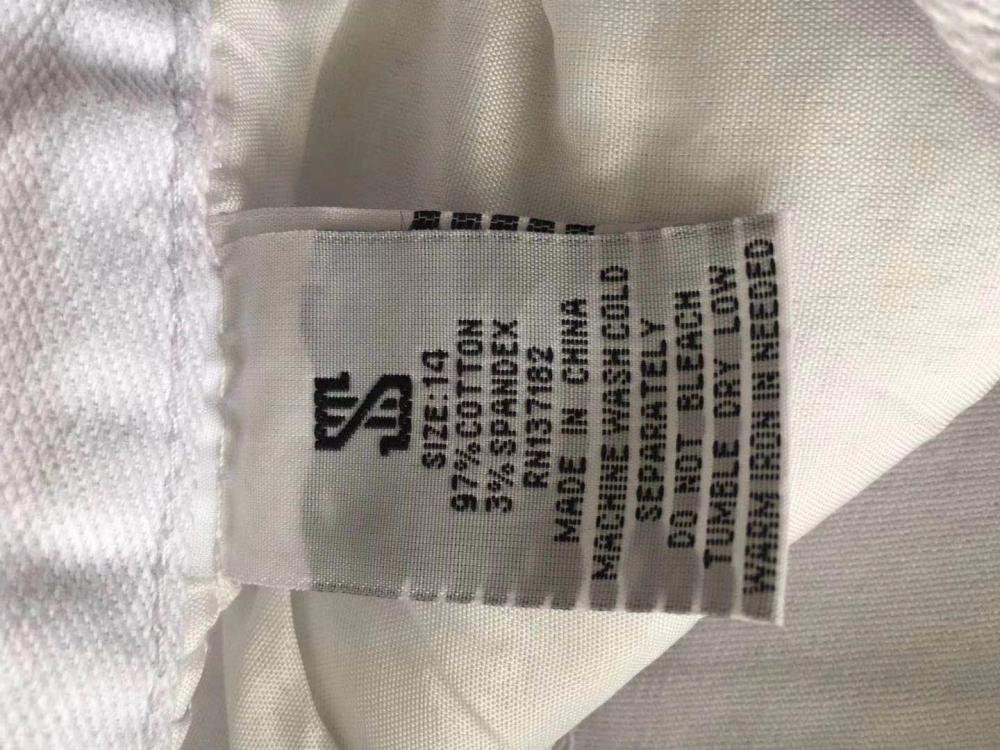 SIZE:14
97%COTTON
3%SPANDEX
RN137182
MADE IN CHINA
MACHINE WASH COLD
SEPARATELY
DO NOT BLEACH
TUMBLE DRY LOW
WARM IRON IN NEEDED